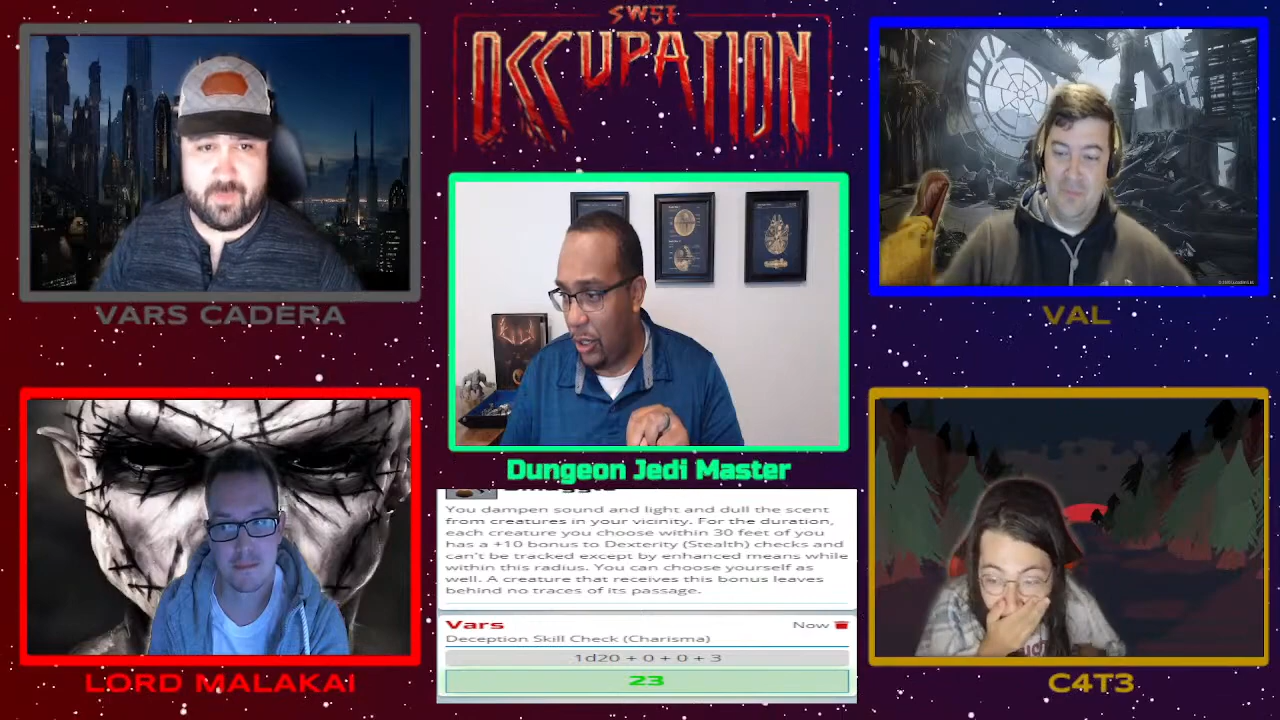 SW5E
OCCUPATION
VARS CADERA
VAL
Dungeon Jedi Master
You dampen sound and light and dull the scent
from creatures in your vicinity. For the duration,
each creature you choose within 30 feet of you
has a +10 bonus to Dexterity (Stealth) checks and
can't be tracked except by enhanced means while
within this radius. You can choose yourself as
well. A creature that receives this bonus leaves
behind no traces of its passage.
Vars
Now
Deception Skill Check (Charisma)
1d20 + 0 + 0 + 3
23
LORD MALAKAI
C4T3